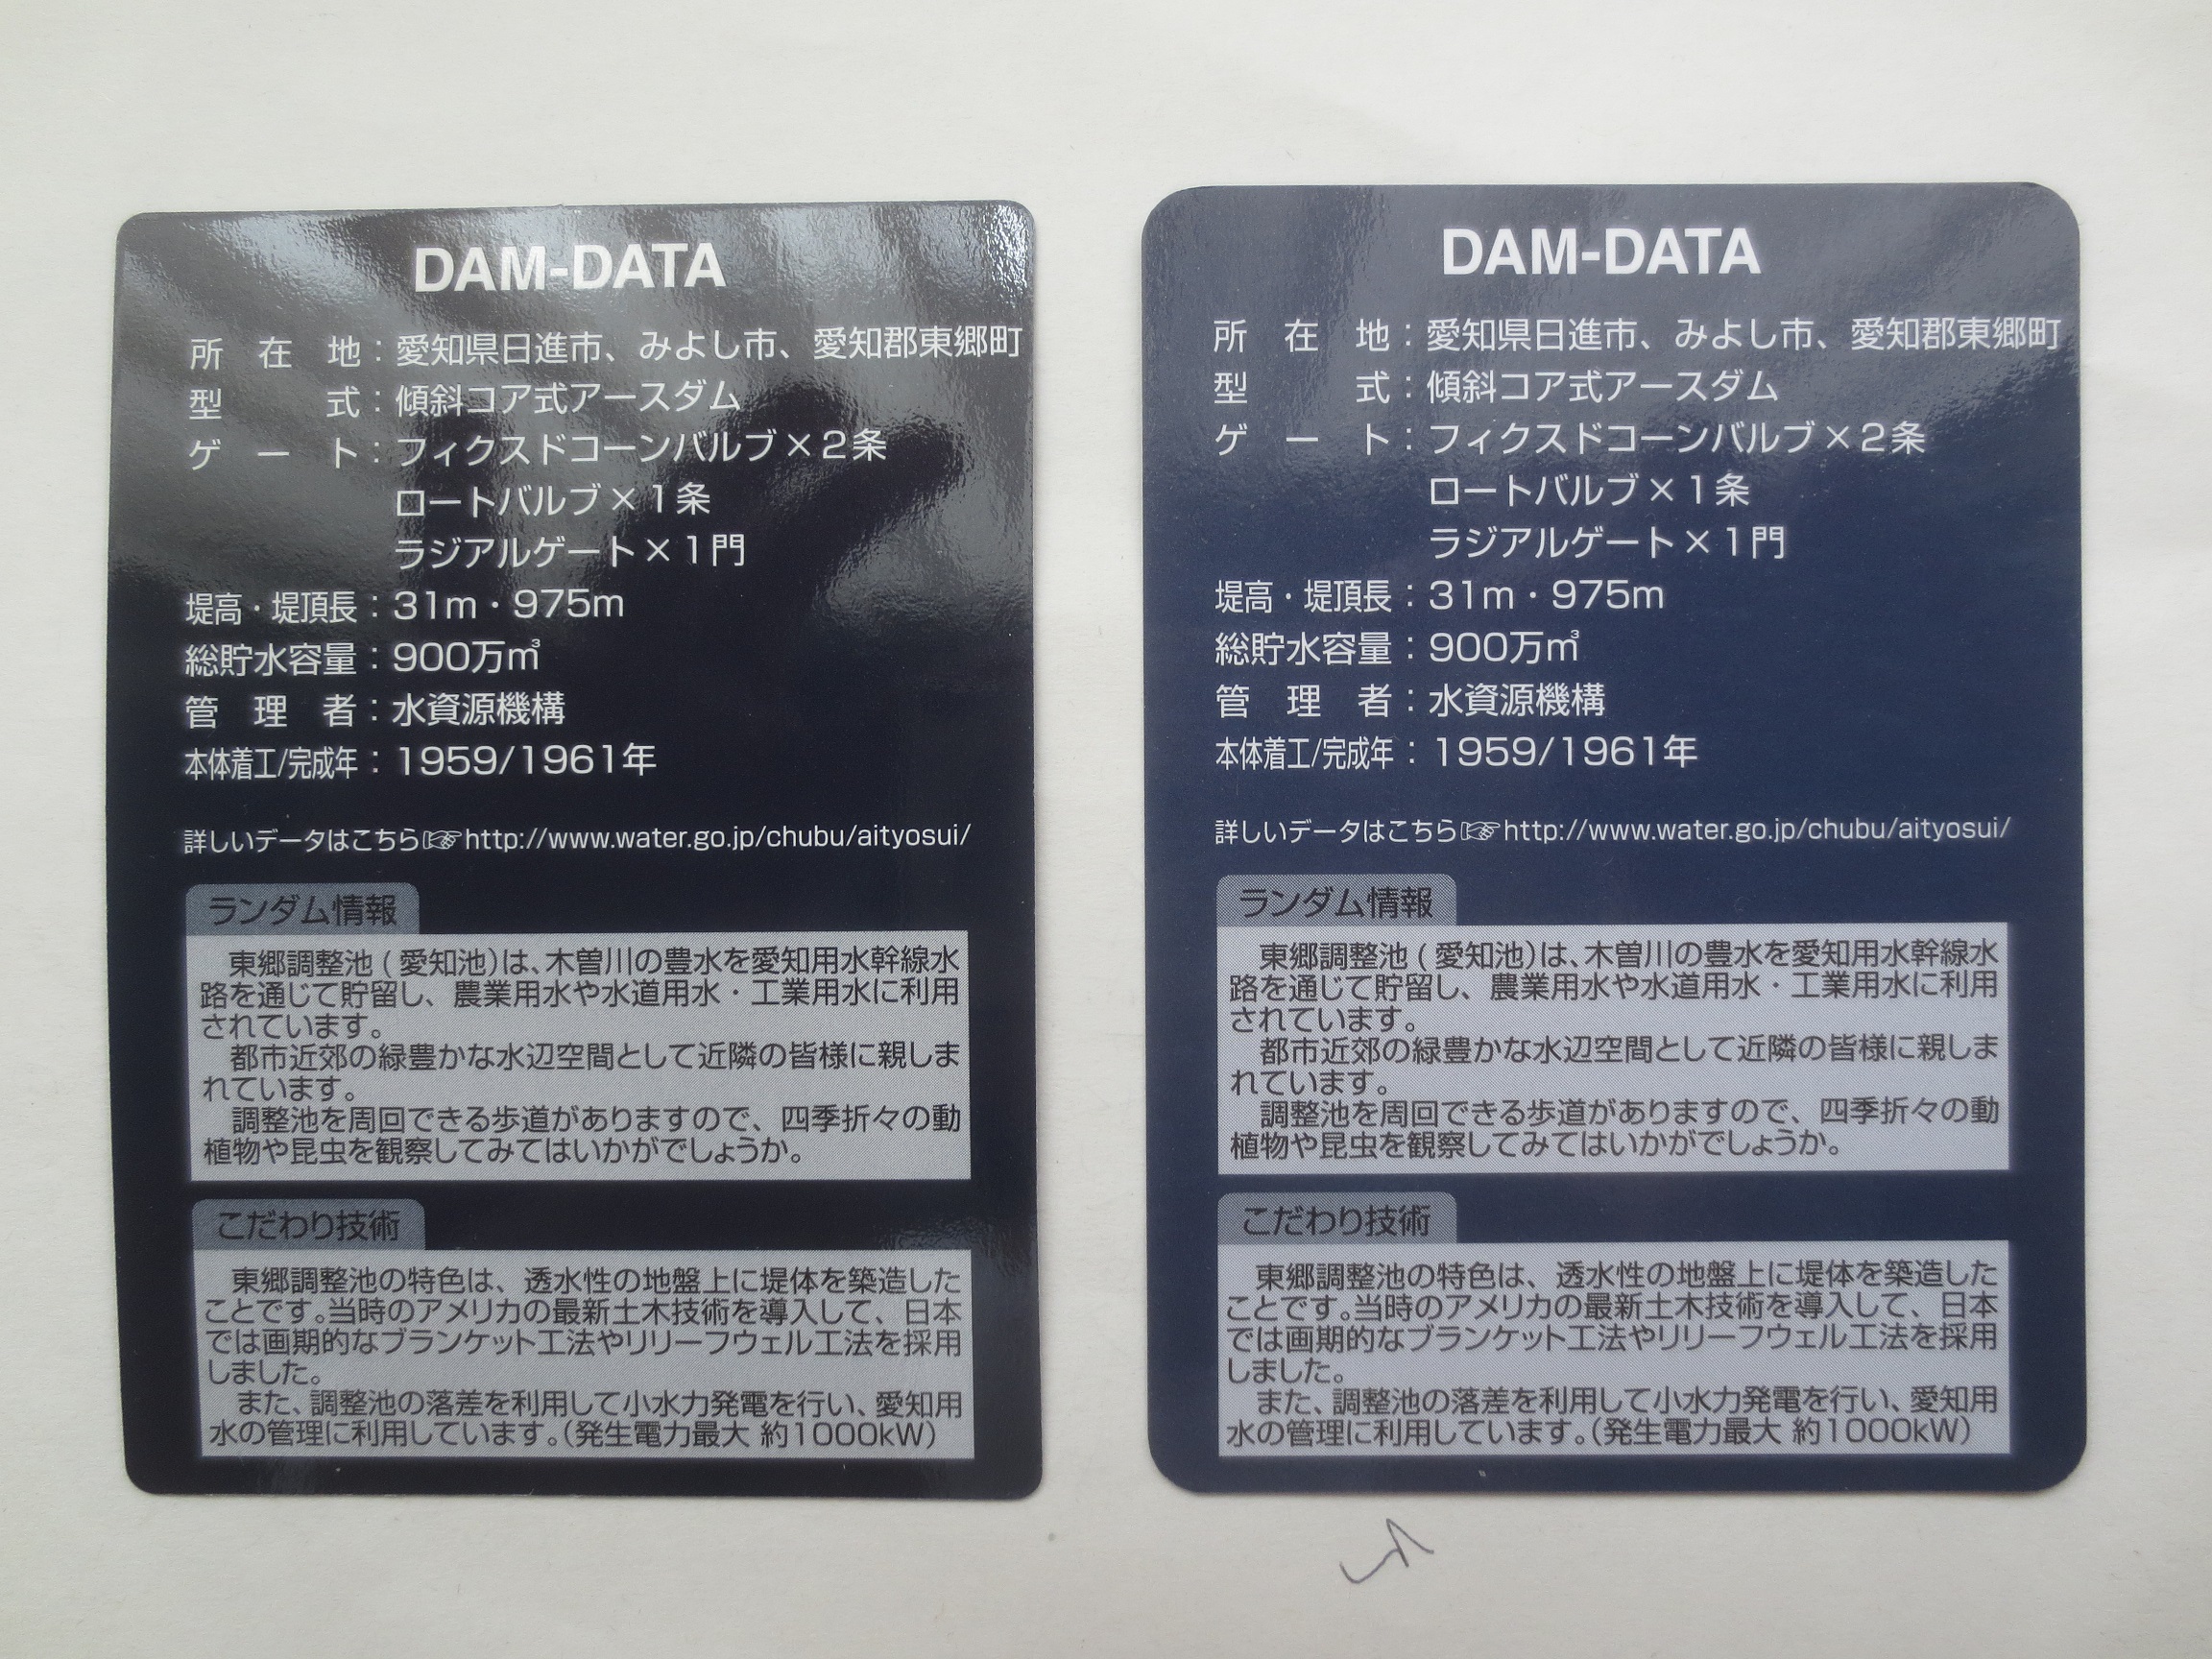 DAM-DATA
所在地：愛知県日進市、みよし市、愛知郡東郷町
型式：傾斜コア式アースダム
ゲート：フィクスドコーンバルブ×２条
ロートバルブ×１条
ラジアルゲート×１門
堤高・堤頂長：31m・975m
総貯水容量：900万㎥
管理者：水資源機構
本体着工/完成年：1959/1961年
詳しいデータはこちら☞http://www.water.go.jp/chubu/aityosui/
ランダム情報
東郷調整池(愛知池)は、木曽川の豊水を愛知用水幹線水
路を通じて貯留し、農業用水や水道用水・工業用水に利用
されています。
都市近郊の緑豊かな水辺空間として近隣の皆様に親しま
れています。
調整池を周回できる歩道がありますので、四季折々の動
植物や昆虫を観察してみてはいかがでしょうか。
こだわり技術
東郷調整池の特色は、透水性の地盤上に堤体を築造した
ことです。当時のアメリカの最新土木技術を導入して、日本
では画期的なブランケット工法やリリーフウェル工法を採用
しました。
また、調整池の落差を利用して小水力発電を行い、愛知用
水の管理に利用しています。(発生電力最大 約1000kW)
DAM-DATA
所在地：愛知県日進市、みよし市、愛知郡東郷町
型式：傾斜コア式アースダム
ゲート：フィクスドコーンバルブ×２条
ロートバルブ×１条
ラジアルゲート×１門
堤高・堤頂長：31m・975m
総貯水容量：900万㎥
管理者：水資源機構
本体着工/完成年：1959/1961年
詳しいデータはこちら☞http://www.water.go.jp/chubu/aityosui/
ランダム情報
東郷調整池(愛知池)は、木曽川の豊水を愛知用水幹線水
路を通じて貯留し、農業用水や水道用水・工業用水に利用
されています。
都市近郊の緑豊かな水辺空間として近隣の皆様に親しま
れています。
調整池を周回できる歩道がありますので、四季折々の動
植物や昆虫を観察してみてはいかがでしょうか。
こだわり技術
東郷調整池の特色は、透水性の地盤上に堤体を築造した
ことです。当時のアメリカの最新土木技術を導入して、日本
では画期的なブランケット工法やリリーフウェル工法を採用
しました。
また、調整池の落差を利用して小水力発電を行い、愛知用
水の管理に利用しています。(発生電力最大 約1000kW)